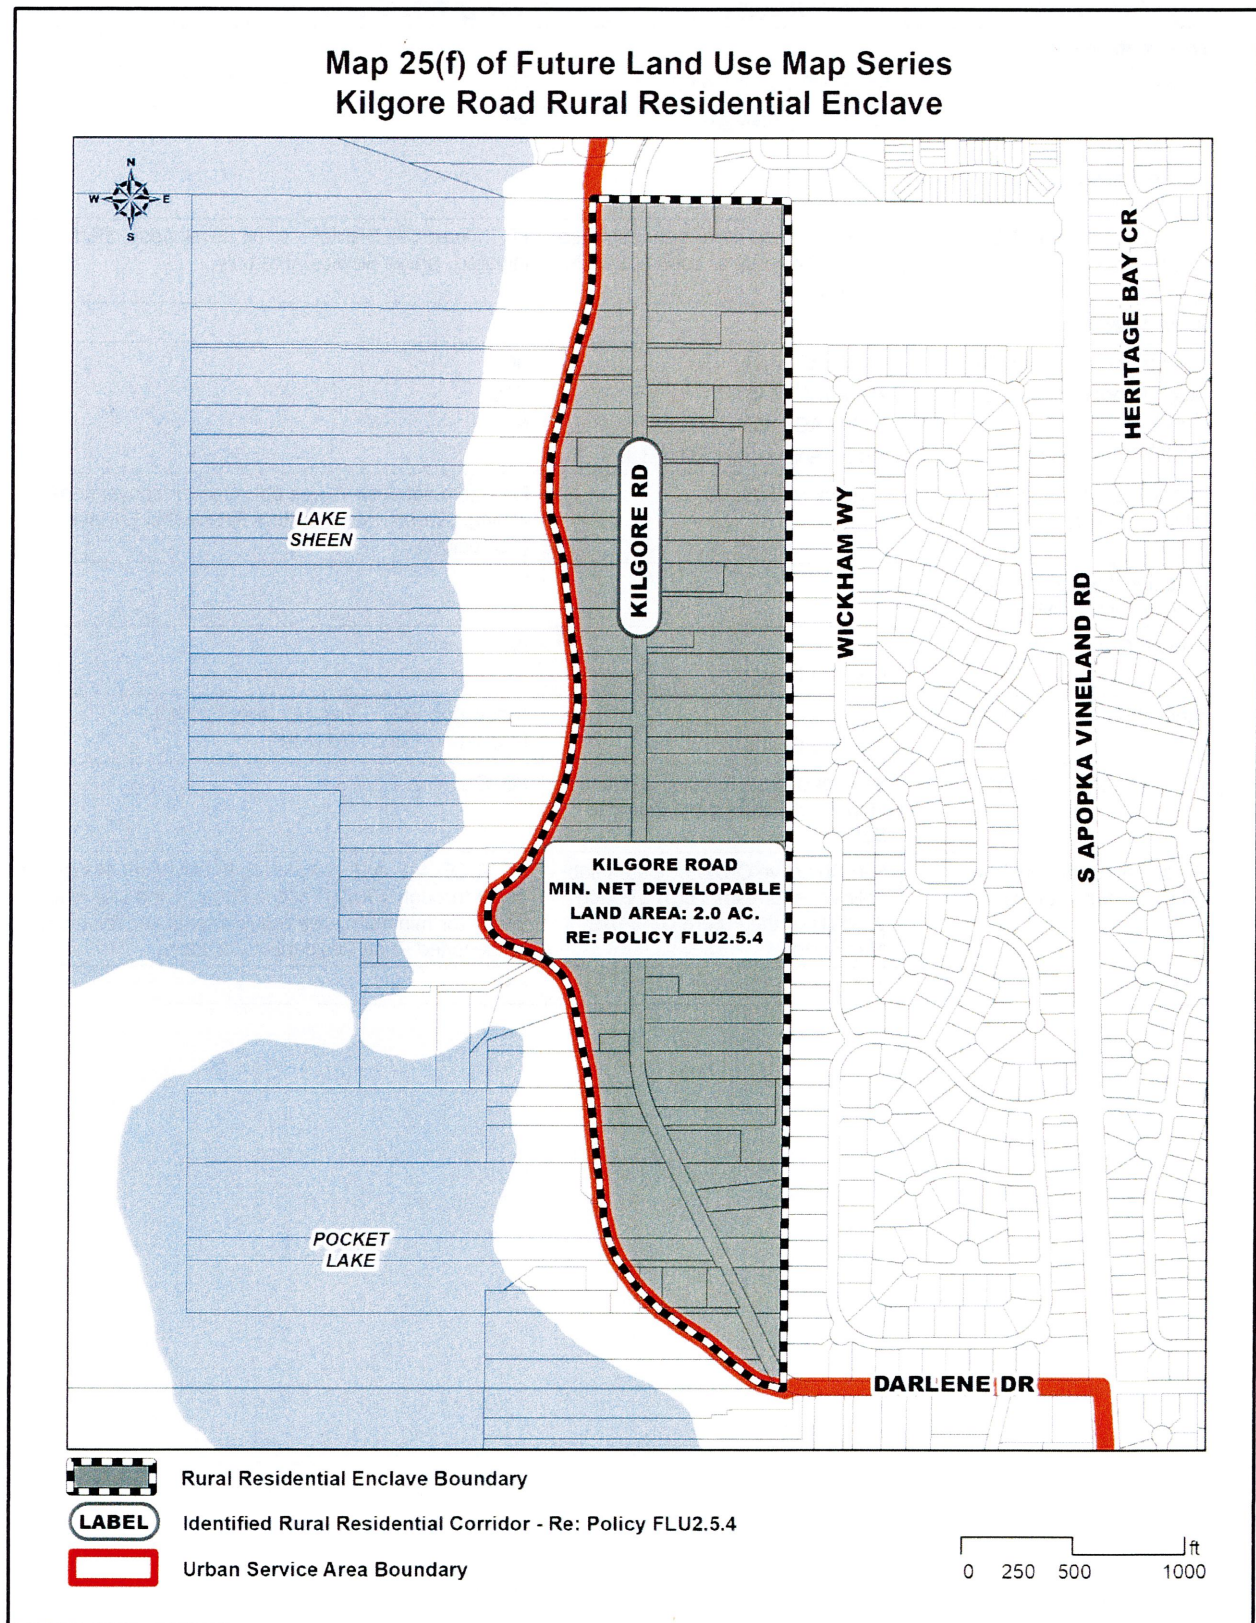 Map 25(f) of Future Land Use Map Series
Kilgore Road Rural Residential Enclave
N
W E
S
HERITAGE BAY CR
KILGORE RD
WICKHAM WY
LAKE
SHEEN
S APOPKA VINELAND RD
KILGORE ROAD
MIN. NET DEVELOPABLE
LAND AREA: 2.0 AC.
RE: POLICY FLU2.5.4
POCKET
LAKE
DARLENE DR
Rural Residential Enclave Boundary
LABEL Identified Rural Residential Corridor - Re: Policy FLU2.5.4
Urban Service Area Boundary
ft
0 250 500 1000